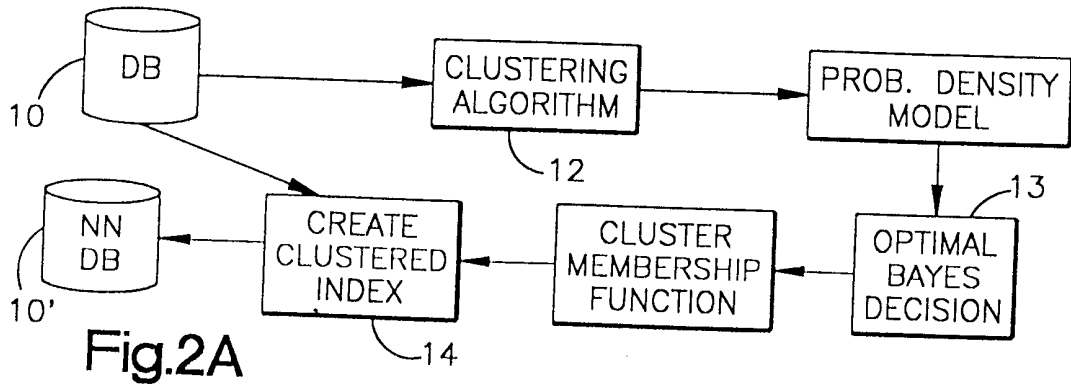 DB
10
CLUSTERING
ALGORITHM
12
PROB. DENSITY
MODEL
13
OPTIMAL
BAYES
DECISION
CLUSTER
MEMBERSHIP
FUNCTION
CREATE
CLUSTERED
INDEX
14
NN
DB
10'
Fig.2A